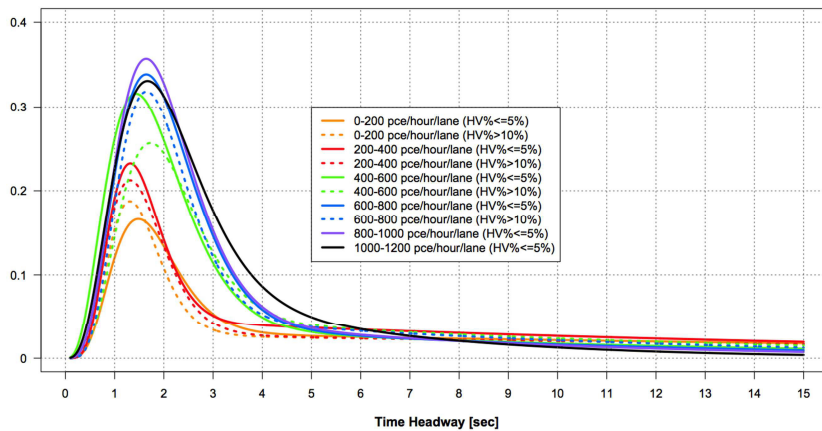 0.4
0.3
0.2
0.1
0
0-200 pce/hour/lane (HV%<=5%)
0-200 pce/hour/lane (HV%>10%)
200-400 pce/hour/lane (HV%<=5%)
200-400 pce/hour/lane (HV%>10%)
400-600 pce/hour/lane (HV%<=5%)
400-600 pce/hour/lane (HV%>10%)
600-800 pce/hour/lane (HV%<=5%)
600-800 pce/hour/lane (HV%>10%)
800-1000 pce/hour/lane (HV%<=5%)
1000-1200 pce/hour/lane (HV%<=5%)
0 1 2 3 4 5 6 7 8 9 10 11 12 13 14 15
Time Headway [sec]